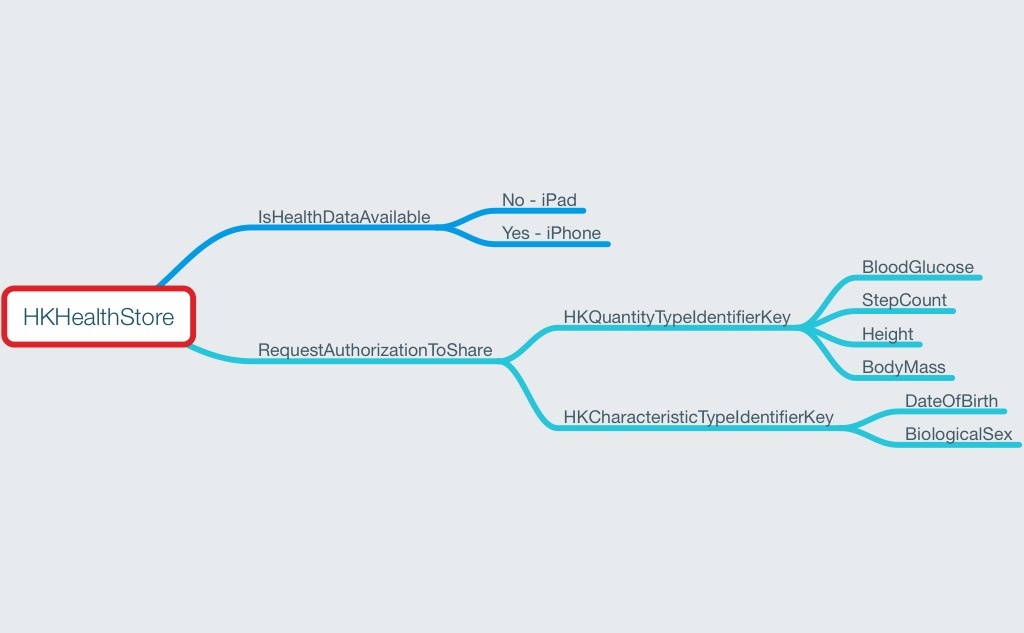 HKHealthStore
IsHealthDataAvailable
No - iPad
Yes - iPhone
RequestAuthorizationToShare
HKQuantityTypeIdentifierKey
BloodGlucose
StepCount
Height
BodyMass
HKCharacteristicTypeIdentifierKey
DateOfBirth
BiologicalSex